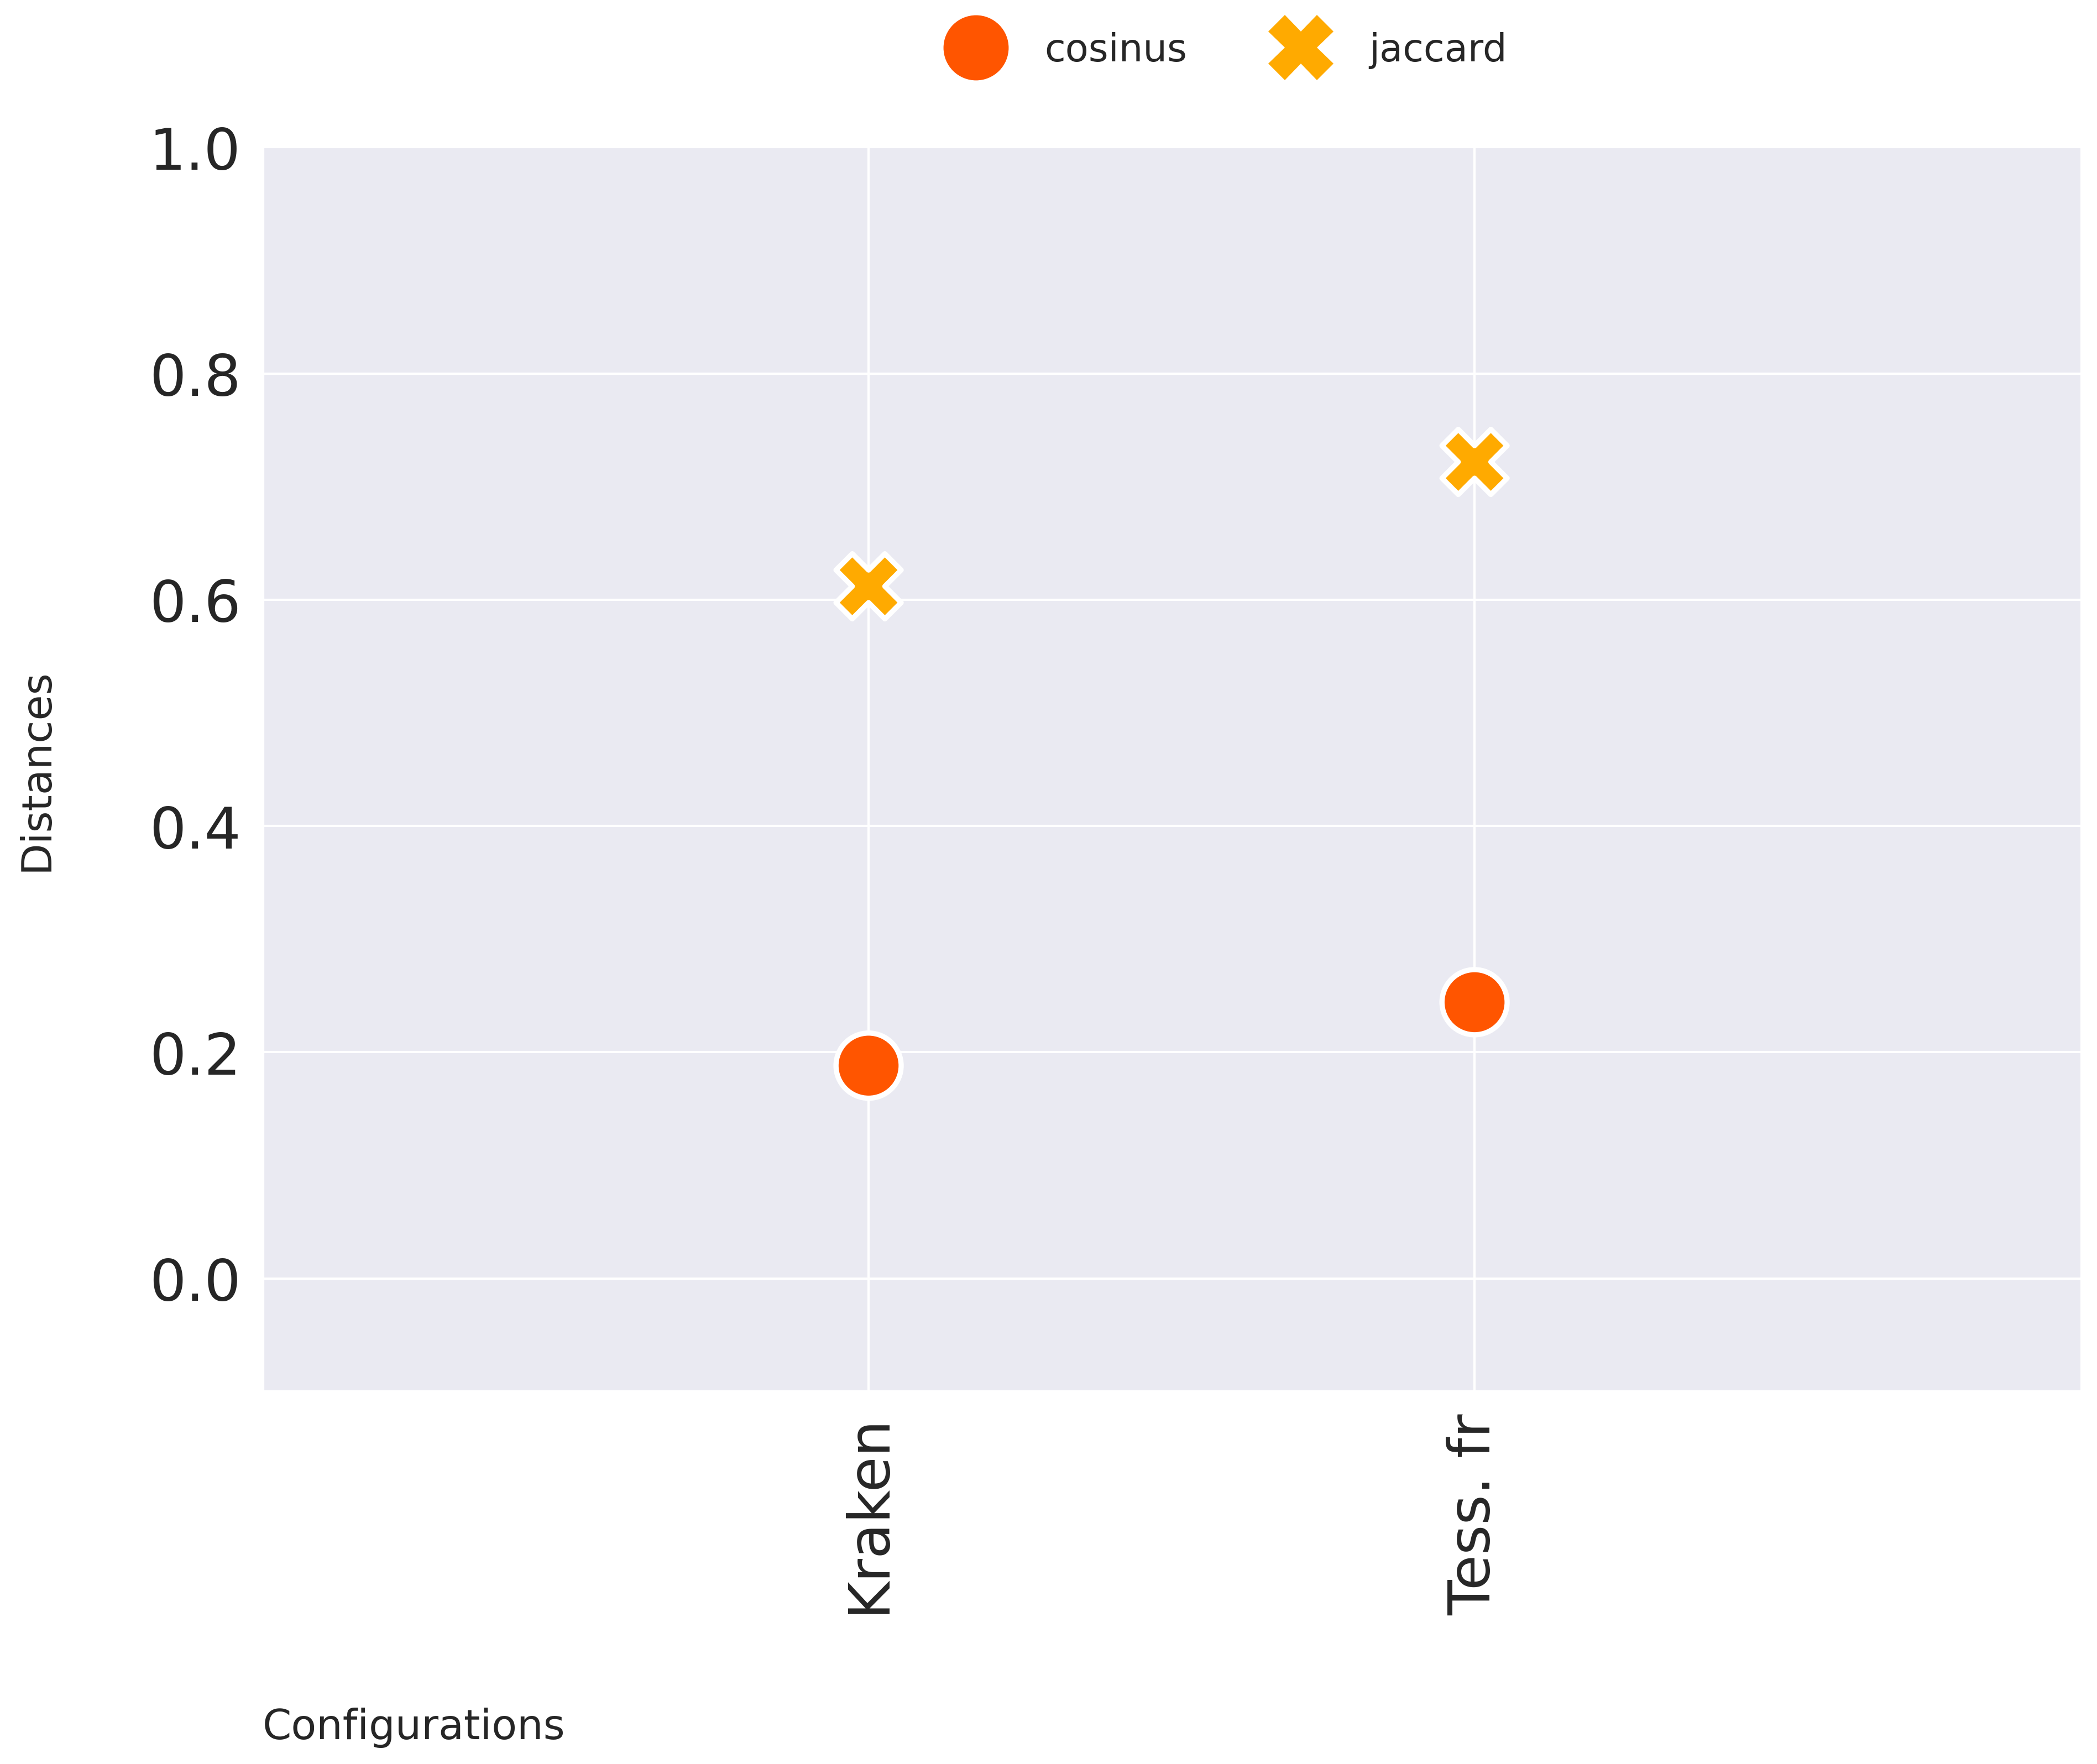 cosinus jaccard
1.0
0.8
0.6
0.4
0.2
0.0
Distances
Kraken
Tess. fr
Configurations